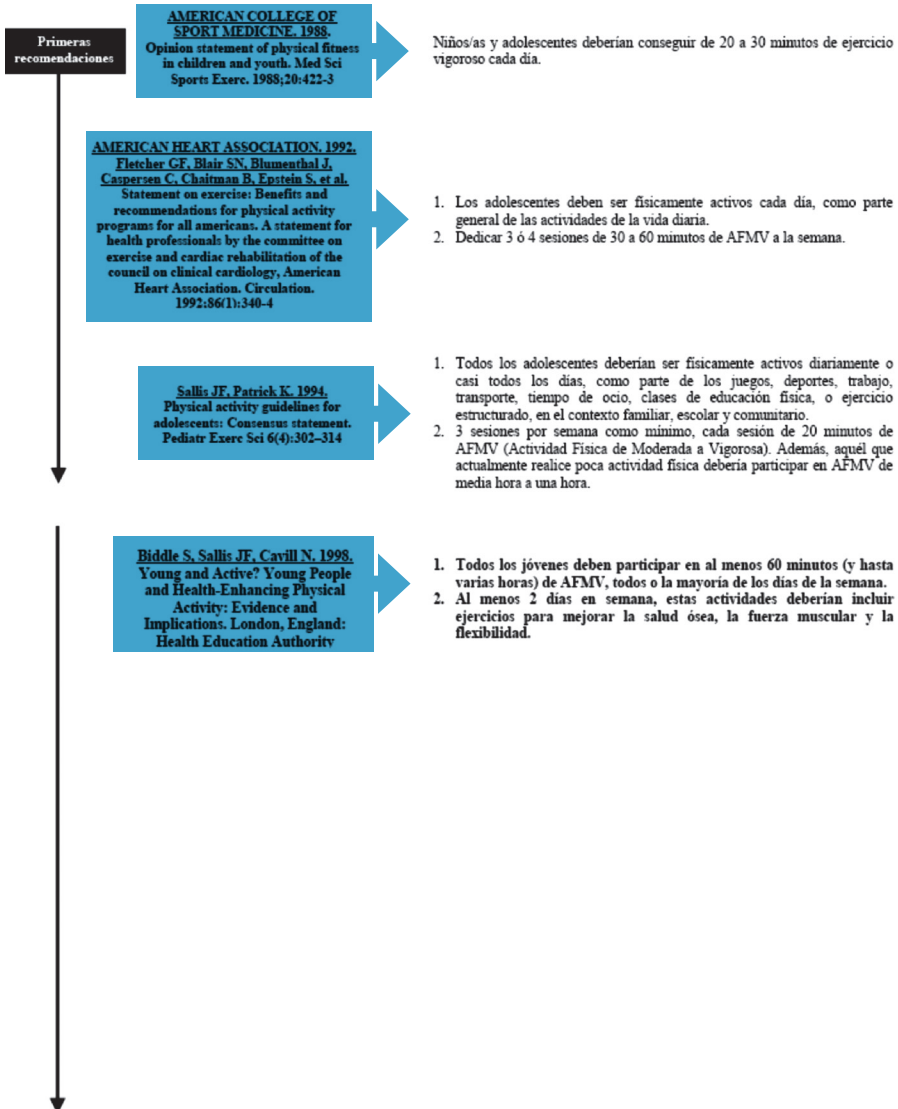 Primeras
recomendaciones
AMERICAN COLLEGE OF
SPORT MEDICINE. 1988.
Opinion statement of physical fitness
in children and youth. Med Sci
Sports Exerc. 1988;20:422-3
Niños/as y adolescentes deberían conseguir de 20 a 30 minutos de ejercicio
vigoroso cada día.
AMERICAN HEART ASSOCIATION. 1992.
Fletcher GF, Blair SN, Blumenthal J,
Caspersen C, Chaitman B, Epstein S, et al.
Statement on exercise: Benefits and
recommendations for physical activity
programs for all americans. A statement for
health professionals by the committee on
exercise and cardiac rehabilitation of the
council on clinical cardiology, American
Heart Association. Circulation.
1992;86(1):340-4
1. Los adolescentes deben ser físicamente activos cada día, como parte
general de las actividades de la vida diaria.
2. Dedicar 3 ó 4 sesiones de 30 a 60 minutos de AFMV a la semana.
Sallis JF, Patrick K. 1994.
Physical activity guidelines for
adolescents: Consensus statement.
Pediatr Exerc Sci 6(4):302–314
1. Todos los adolescentes deberían ser físicamente activos diariamente o
casi todos los días, como parte de los juegos, deportes, trabajo,
transporte, tiempo de ocio, clases de educación física, o ejercicio
estructurado, en el contexto familiar, escolar y comunitario.
2. 3 sesiones por semana como mínimo, cada sesión de 20 minutos de
AFMV (Actividad Física de Moderada a Vigorosa). Además, aquél que
actualmente realice poca actividad física debería participar en AFMV de
media hora a una hora.
Biddle S, Sallis JF, Cavill N. 1998.
Young and Active? Young People
and Health-Enhancing Physical
Activity: Evidence and
Implications. London, England:
Health Education Authority
1. Todos los jóvenes deben participar en al menos 60 minutos (y hasta
varias horas) de AFMV, todos o la mayoría de los días de la semana.
2. Al menos 2 días en semana, estas actividades deberían incluir
ejercicios para mejorar la salud ósea, la fuerza muscular y la
flexibilidad.